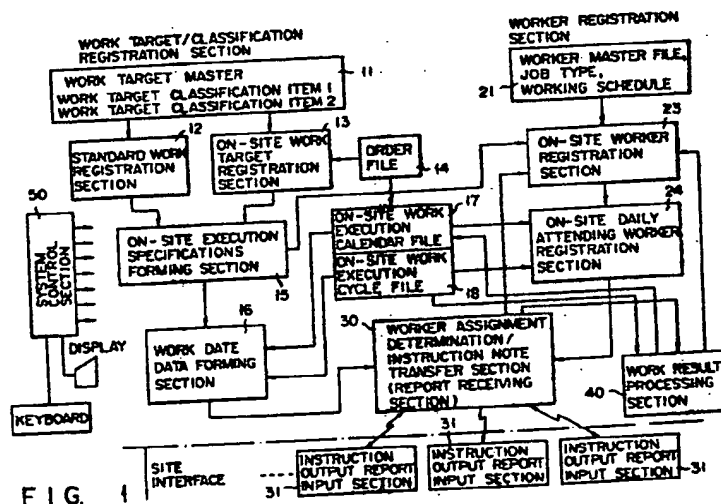 WORK TARGET/CLASSIFICATION
REGISTRATION SECTION
WORK TARGET MASTER
WORK TARGET CLASSIFICATION ITEM 1
WORK TARGET CLASSIFICATION ITEM 2
11
WORKER REGISTRATION
SECTION
WORKER MASTER FILE,
JOB TYPE,
WORKING SCHEDULE
21
12
STANDARD WORK
REGISTRATION
SECTION
13
ON-SITE WORK
TARGET
REGISTRATION
SECTION
ORDER
FILE
14
23
ON-SITE WORKER
REGISTRATION
SECTION
50
SYSTEM CONTROL
SECTION
ON-SITE EXECUTION
SPECIFICATIONS
FORMING SECTION
15
17
ON-SITE WORK
EXECUTION
CALENDAR FILE
ON-SITE WORK
EXECUTION
CYCLE FILE
18
24
ON-SITE DAILY
ATTENDING WORKER
REGISTRATION
SECTION
DISPLAY
KEYBOARD
16
WORK DATE
DATA FORMING
SECTION
30
WORKER ASSIGNMENT
DETERMINATION/
INSTRUCTION NOTE
TRANSFER SECTION
(REPORT RECEIVING
SECTION)
WORK RESULT
PROCESSING
SECTION
40
FIG. 1
SITE
INTERFACE
INSTRUCTION
OUTPUT REPORT
INPUT SECTION
31
31
INSTRUCTION
OUTPUT REPORT
INPUT SECTION
INSTRUCTION
OUTPUT REPORT
INPUT SECTION
31